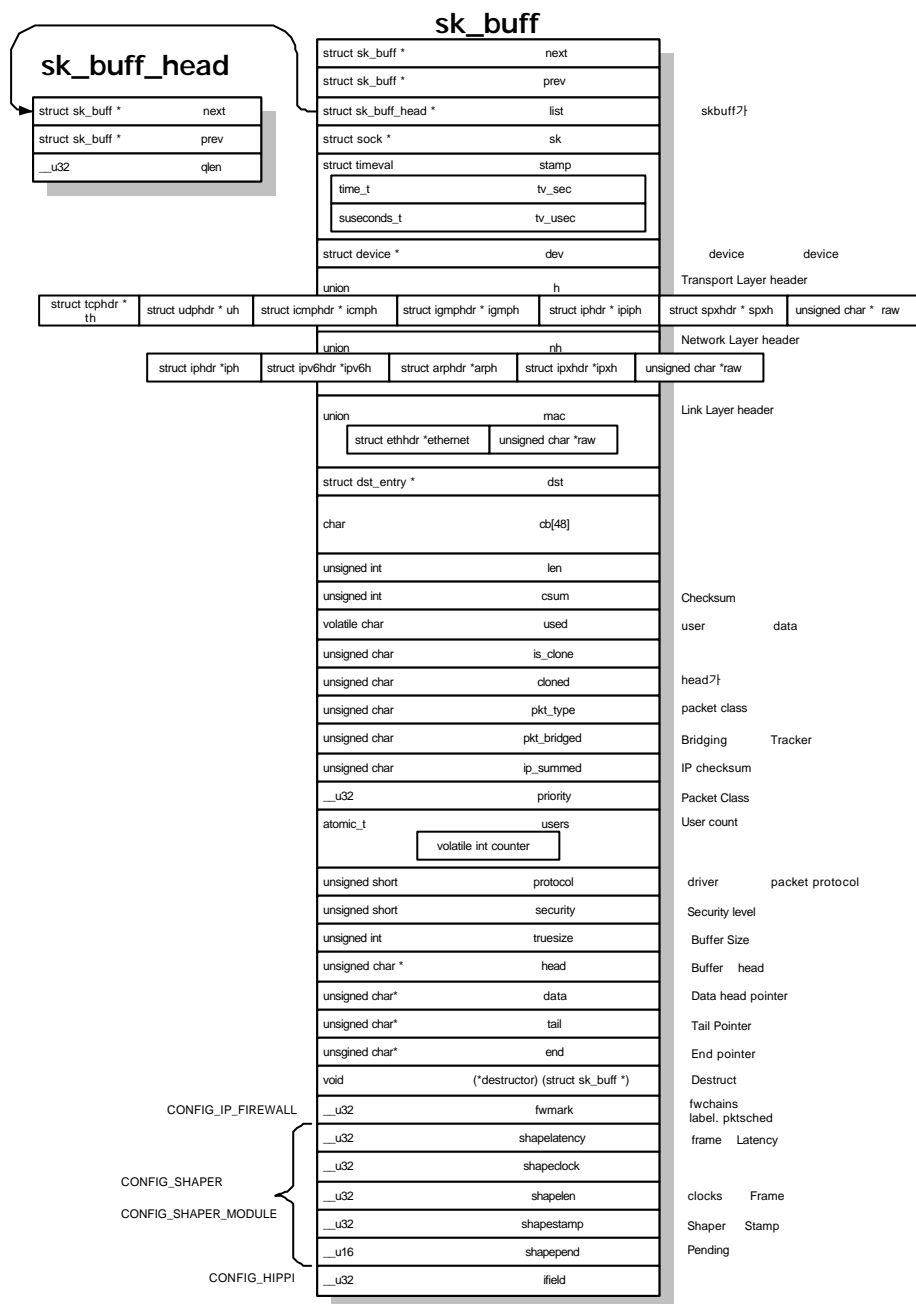 sk_buff
sk_buff_head
struct sk_buff * next
struct sk_buff * prev
__u32 qlen
struct sk_buff * next
struct sk_buff * prev
struct sk_buff_head * list skbuff가
struct sock * sk
struct timeval stamp
time_t tv_sec
suseconds_t tv_usec
struct device * dev device device
union h Transport Layer header
struct tcphdr * th
struct udphdr * uh
struct icmphdr * icmph
struct igmphdr * igmph
struct iphdr * ipiph
struct spxhdr * spxh
unsigned char * raw
union nh Network Layer header
struct iphdr *iph
struct ipv6hdr *ipv6h
struct arphdr *arph
struct ipxhdr *ipxh
unsigned char *raw
union mac Link Layer header
struct ethhdr *ethernet
unsigned char *raw
struct dst_entry * dst
char cb[48]
unsigned int len
unsigned int csum Checksum
volatile char used user data
unsigned char is_clone
unsigned char cloned head가
unsigned char pkt_type packet class
unsigned char pkt_bridged Bridging Tracker
unsigned char ip_summed IP checksum
__u32 priority Packet Class
atomic_t users User count
volatile int counter
unsigned short protocol driver packet protocol
unsigned short security Security level
unsigned int truesize Buffer Size
unsigned char * head Buffer head
unsigned char* data Data head pointer
unsigned char* tail Tail Pointer
unsgined char* end End pointer
void (*destructor) (struct sk_buff *) Destruct
CONFIG_IP_FIREWALL __u32 fwmark fwchains
label. pktsched
__u32 shapelatency frame Latency
__u32 shapeclock
CONFIG_SHAPER
__u32 shapelen clocks Frame
CONFIG_SHAPER_MODULE
__u32 shapestamp Shaper Stamp
__u16 shapepend Pending
CONFIG_HIPPI __u32 ifield